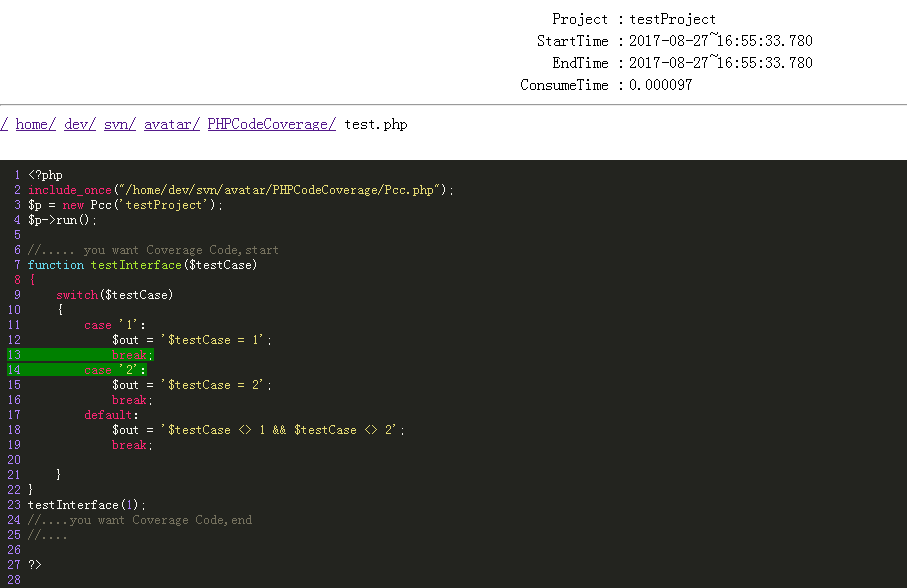 Project : testProject
StartTime : 2017-08-27~16:55:33.780
EndTime : 2017-08-27~16:55:33.780
ConsumeTime : 0.000097
/ home/ dev/ svn/ avatar/ PHPCodeCoverage/ test.php
1 <?php
2 include_once("/home/dev/svn/avatar/PHPCodeCoverage/Pcc.php");
3 $p = new Pcc('testProject');
4 $p->run();
5
6 //..... you want Coverage Code,start
7 function testInterface($testCase)
8 {
9     switch($testCase)
10     {
11         case '1':
12             $out = '$testCase = 1';
13             break;
14         case '2':
15             $out = '$testCase = 2';
16             break;
17         default:
18             $out = '$testCase <> 1 && $testCase <> 2';
19             break;
20
21     }
22 }
23 testInterface(1);
24 //....you want Coverage Code,end
25 //....
26
27 ?>
28